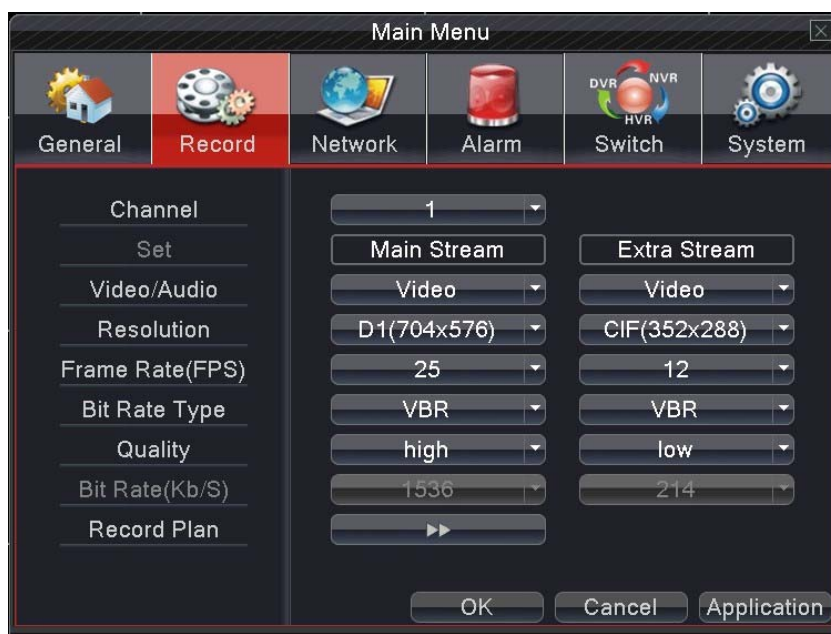 Main Menu
DVR NVR
HVR
General Record Network Alarm Switch System
Channel 1
Set Main Stream Extra Stream
Video/Audio Video Video
Resolution D1(704x576) CIF(352x288)
Frame Rate(FPS) 25 12
Bit Rate Type VBR VBR
Quality high low
Bit Rate(Kb/S) 1536 214
Record Plan
OK Cancel Application